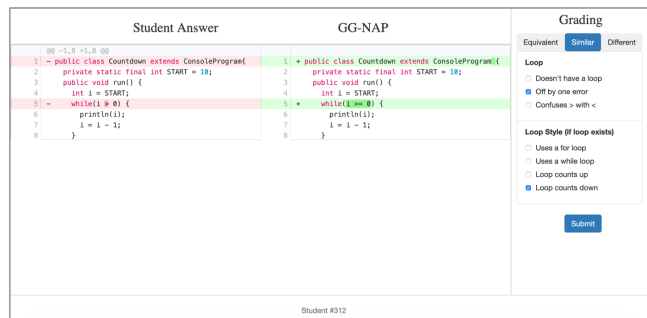 Student Answer
GG-NAP
@@ -1,8 +1,8 @@
1 - public class Countdown extends ConsoleProgram{
2 private static final int START = 10;
3 public void run() {
4 int i = START;
5 - while(i > 0) {
6 println(i);
7 i = i - 1;
8 }
1 + public class Countdown extends ConsoleProgram {
2 private static final int START = 10;
3 public void run() {
4 int i = START;
5 + while(i >= 0) {
6 println(i);
7 i = i - 1;
8 }
Grading
Equivalent Similar Different
Loop
Doesn't have a loop
Off by one error
Confuses > with <
Loop Style (if loop exists)
Uses a for loop
Uses a while loop
Loop counts up
Loop counts down
Submit
Student #312